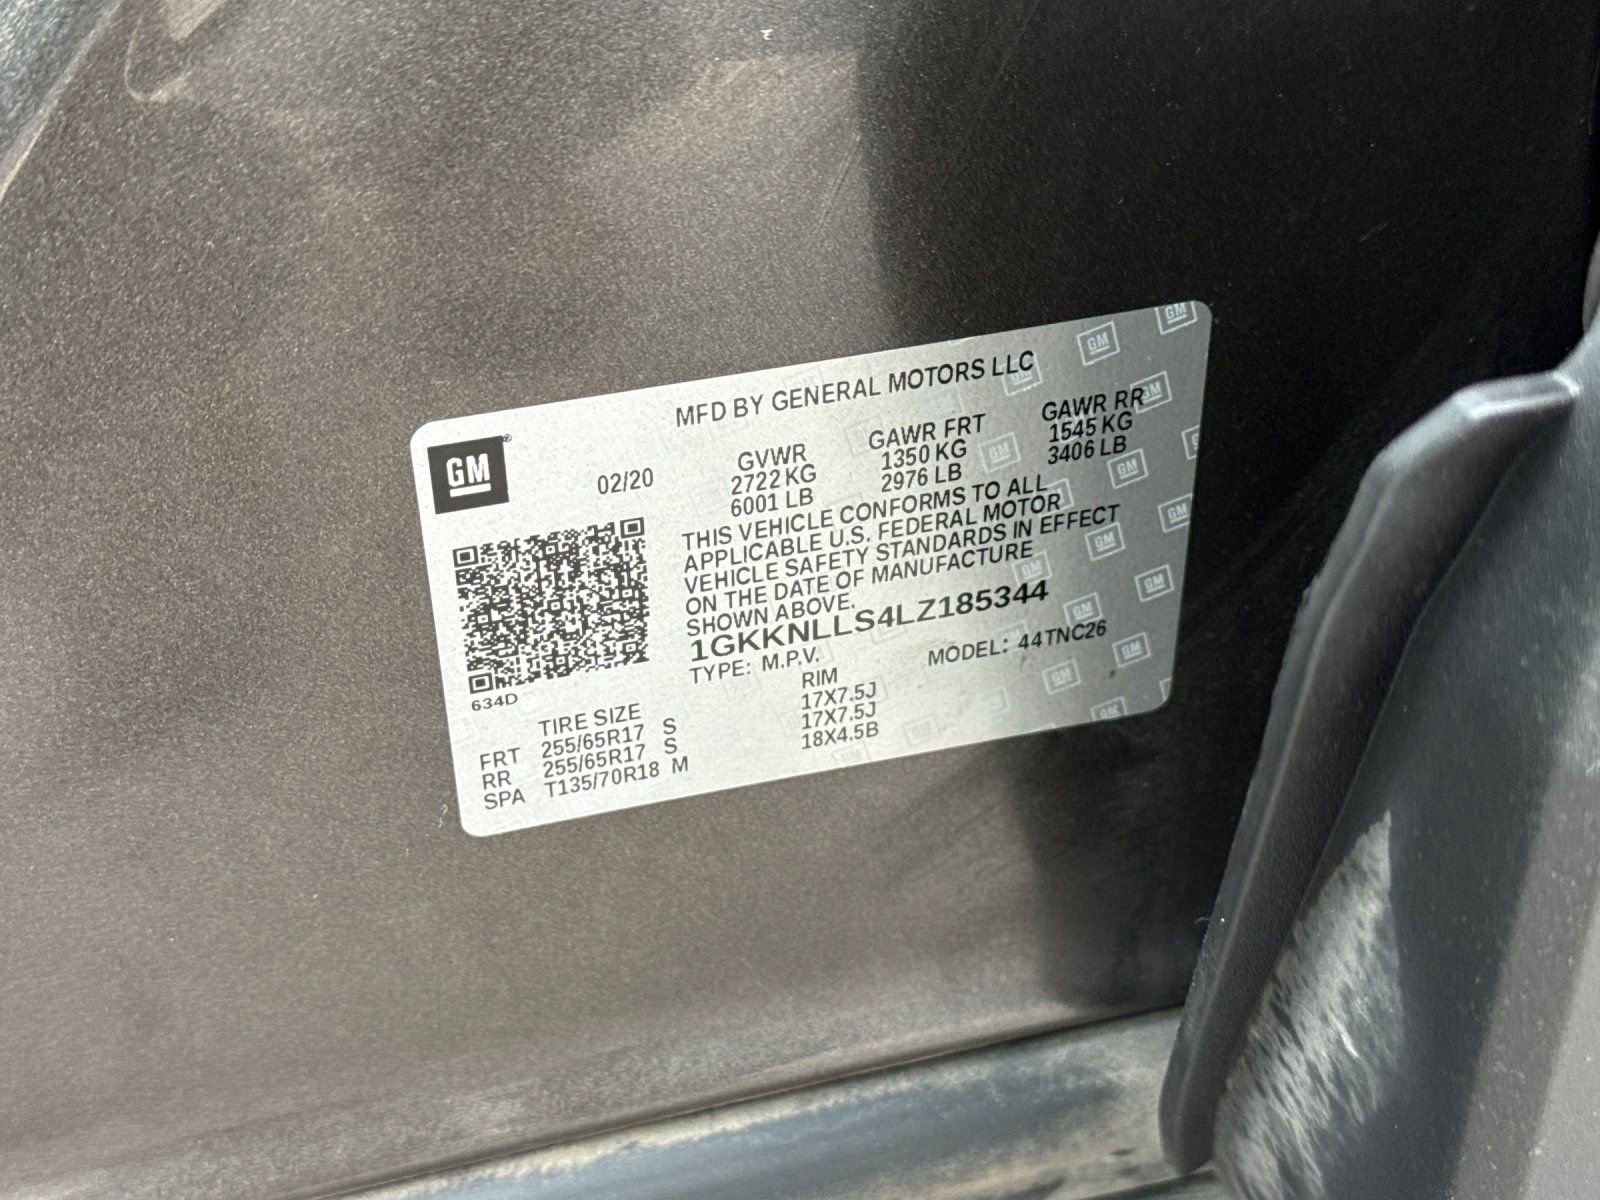 MFD BY GENERAL MOTORS LLC
GM
02/20
GVWR
2722 KG
6001 LB
GAWR FRT
1350 KG
2976 LB
GAWR RR
1545 KG
3406 LB
THIS VEHICLE CONFORMS TO ALL
APPLICABLE U.S. FEDERAL MOTOR
VEHICLE SAFETY STANDARDS IN EFFECT
ON THE DATE OF MANUFACTURE
SHOWN ABOVE.
1GKKNLLS4LZ185344
TYPE: M.P.V. MODEL: 44TNC26
634D
TIRE SIZE RIM
FRT 255/65R17 S 17X7.5J
RR 255/65R17 S 17X7.5J
SPA T135/70R18 M 18X4.5B